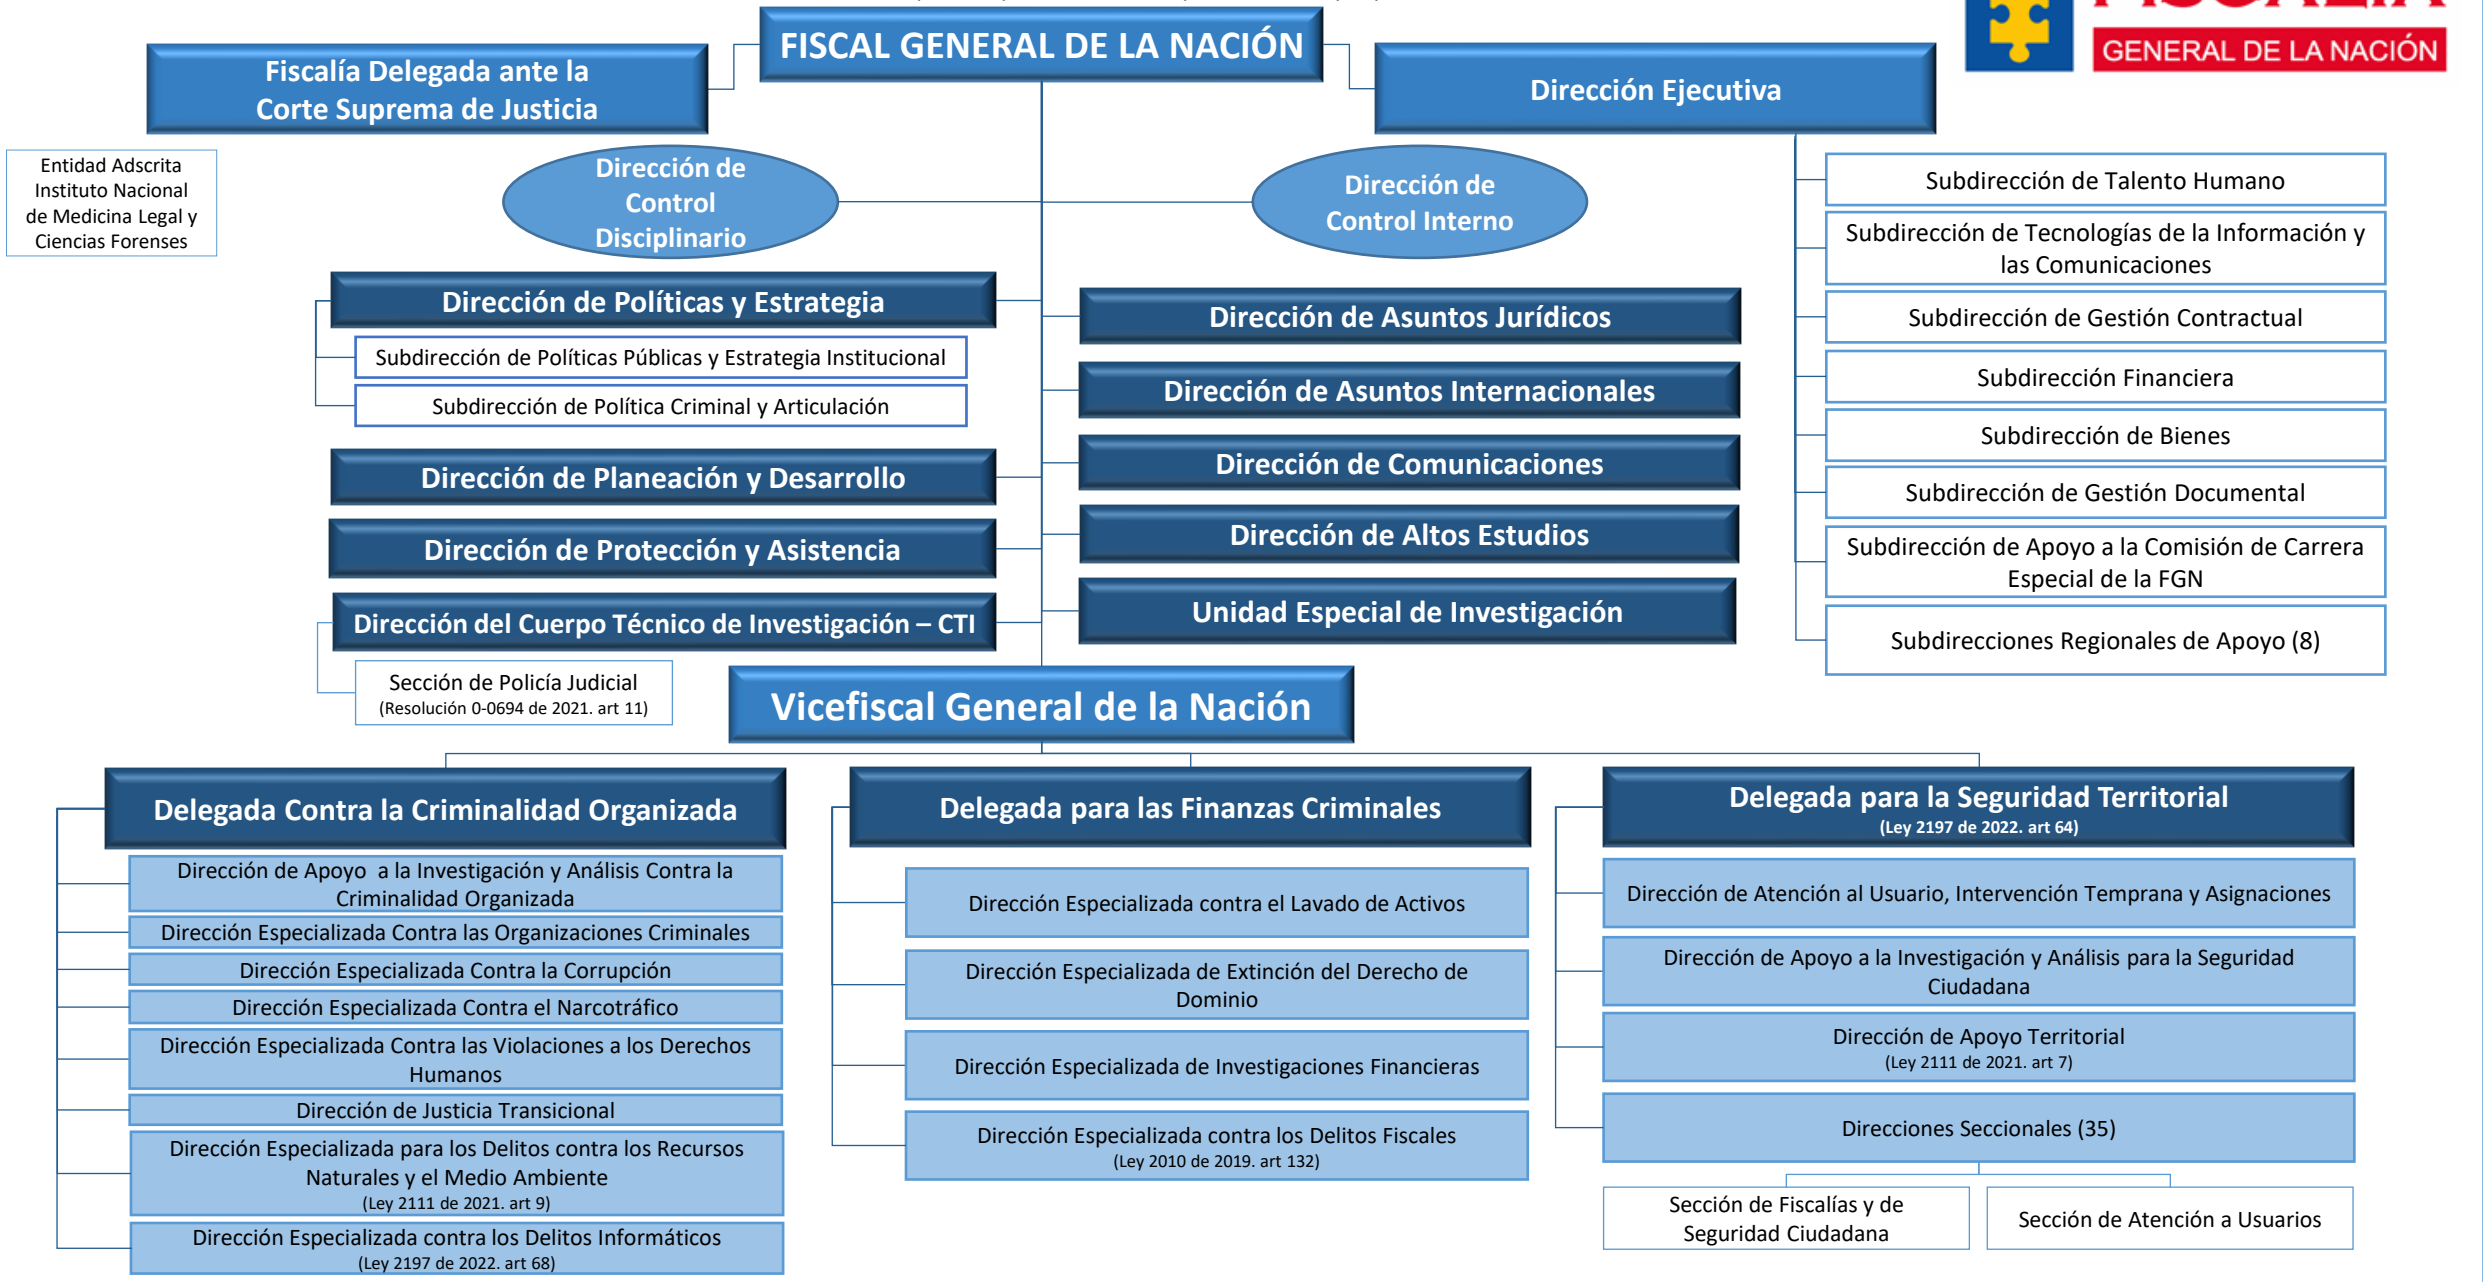 GENERAL DE LA NACIÓN
FISCAL GENERAL DE LA NACIÓN
Fiscalía Delegada ante la
Corte Suprema de Justicia
Dirección Ejecutiva
Entidad Adscrita
Instituto Nacional
de Medicina Legal y
Ciencias Forenses
Dirección de
Control
Disciplinario
Dirección de
Control Interno
Subdirección de Talento Humano
Subdirección de Tecnologías de la Información y
las Comunicaciones
Subdirección de Gestión Contractual
Subdirección Financiera
Subdirección de Bienes
Subdirección de Gestión Documental
Subdirección de Apoyo a la Comisión de Carrera
Especial de la FGN
Subdirecciones Regionales de Apoyo (8)
Dirección de Políticas y Estrategia
Subdirección de Políticas Públicas y Estrategia Institucional
Subdirección de Política Criminal y Articulación
Dirección de Planeación y Desarrollo
Dirección de Protección y Asistencia
Dirección del Cuerpo Técnico de Investigación – CTI
Sección de Policía Judicial
(Resolución 0-0694 de 2021. art 11)
Dirección de Asuntos Jurídicos
Dirección de Asuntos Internacionales
Dirección de Comunicaciones
Dirección de Altos Estudios
Unidad Especial de Investigación
Vicefiscal General de la Nación
Delegada Contra la Criminalidad Organizada
Dirección de Apoyo  a la Investigación y Análisis Contra la
Criminalidad Organizada
Dirección Especializada Contra las Organizaciones Criminales
Dirección Especializada Contra la Corrupción
Dirección Especializada Contra el Narcotráfico
Dirección Especializada Contra las Violaciones a los Derechos
Humanos
Dirección de Justicia Transicional
Dirección Especializada para los Delitos contra los Recursos
Naturales y el Medio Ambiente
(Ley 2111 de 2021. art 9)
Dirección Especializada contra los Delitos Informáticos
(Ley 2197 de 2022. art 68)
Delegada para las Finanzas Criminales
Dirección Especializada contra el Lavado de Activos
Dirección Especializada de Extinción del Derecho de
Dominio
Dirección Especializada de Investigaciones Financieras
Dirección Especializada contra los Delitos Fiscales
(Ley 2010 de 2019. art 132)
Delegada para la Seguridad Territorial
(Ley 2197 de 2022. art 64)
Dirección de Atención al Usuario, Intervención Temprana y Asignaciones
Dirección de Apoyo a la Investigación y Análisis para la Seguridad
Ciudadana
Dirección de Apoyo Territorial
(Ley 2111 de 2021. art 7)
Direcciones Seccionales (35)
Sección de Fiscalías y de
Seguridad Ciudadana
Sección de Atención a Usuarios